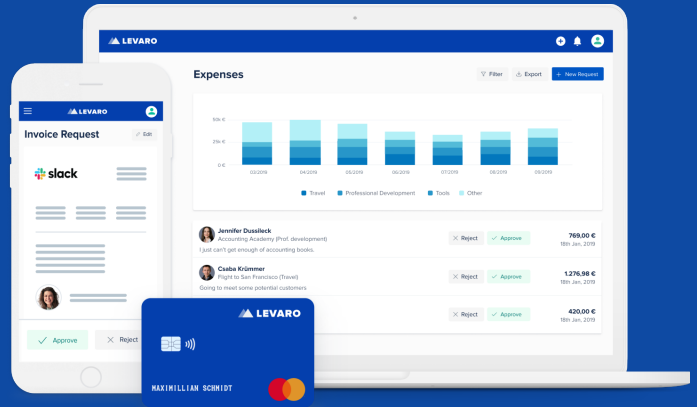 LEVARO
Expenses
Filter
Export
+ New Request
50k €
25k €
0 €
03/2019
04/2019
05/2019
06/2019
07/2019
08/2019
09/2019
Travel
Professional Development
Tools
Other
Jennifer Dussileck
Accounting Academy (Prof. development)
I just can't get enough of accounting books.
Reject
Approve
769,00 €
18th Jan, 2019
Csaba Krümmer
Flight to San Francisco (Travel)
Going to meet some potential customers
Reject
Approve
1.276,98 €
18th Jan, 2019
Reject
Approve
420,00 €
18th Jan, 2019
LEVARO
Invoice Request
Edit
slack
Approve
Reject
LEVARO
MAXIMILLIAN SCHMIDT